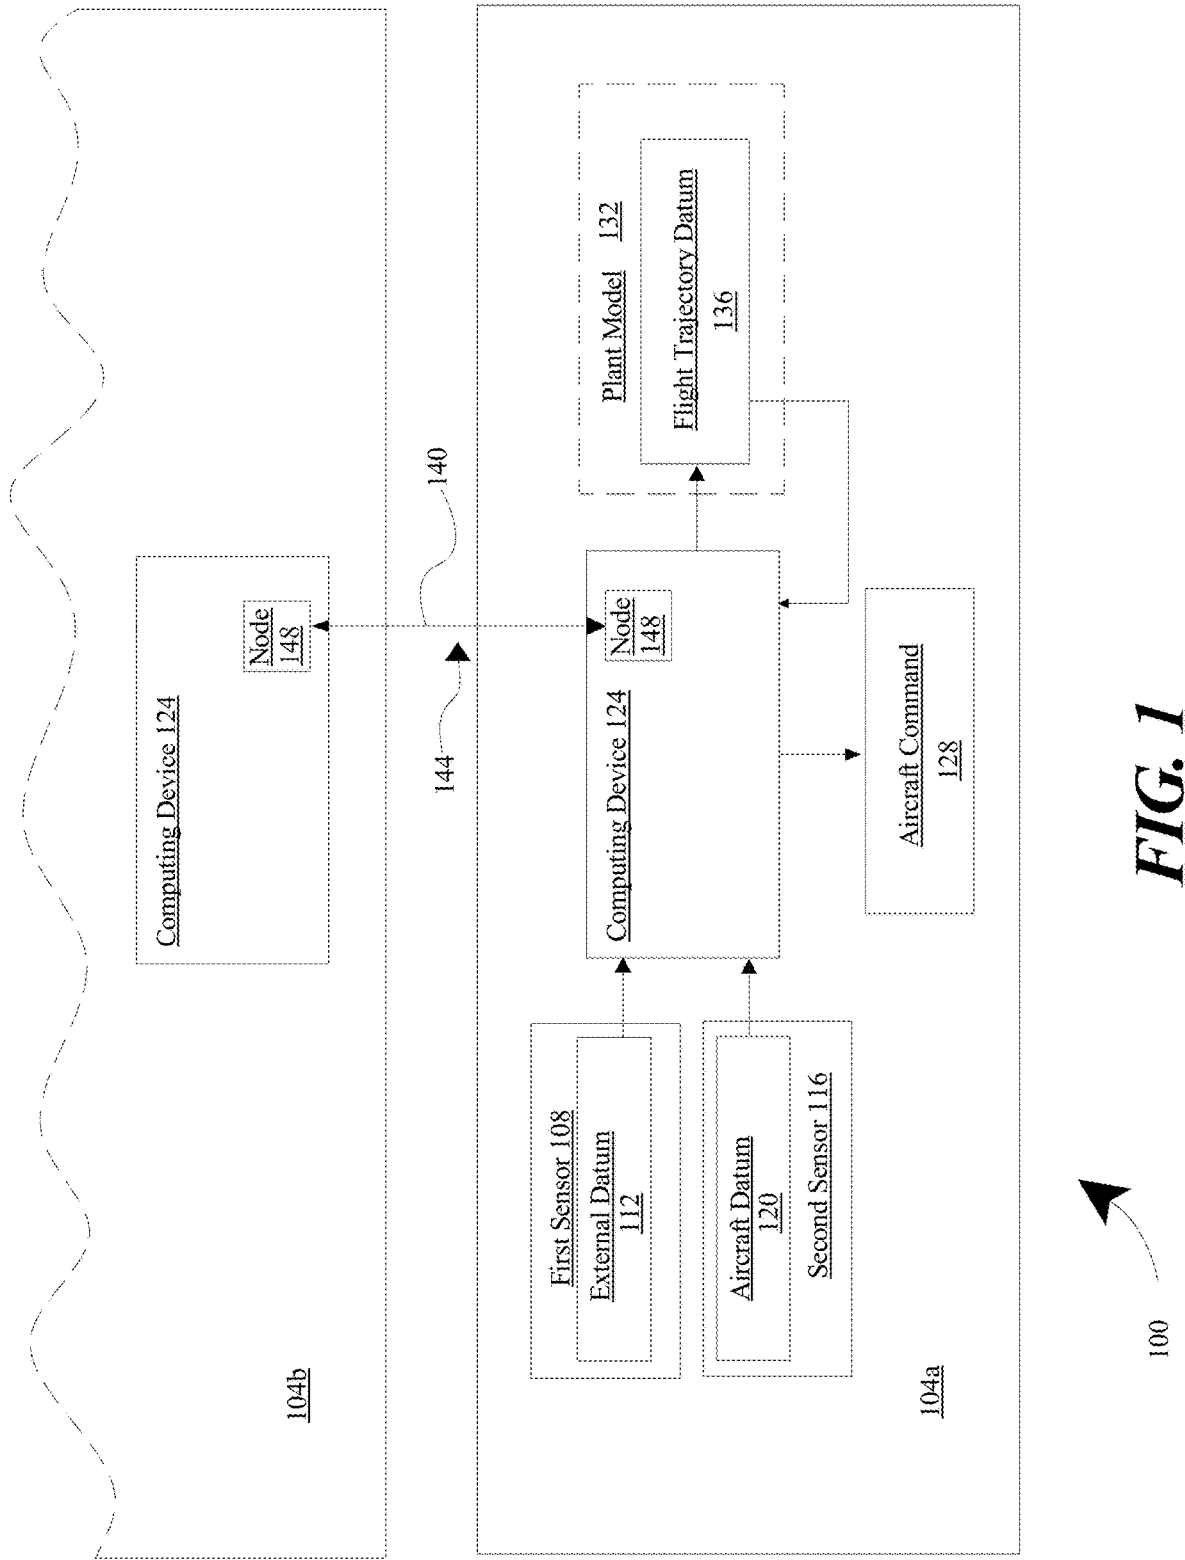 104b
Computing Device 124
Node
148
144
140
104a
First Sensor 108
External Datum
112
Aircraft Datum
120
Second Sensor 116
Computing Device 124
Node
148
Plant Model 132
Flight Trajectory Datum
136
Aircraft Command
128
100
FIG. 1